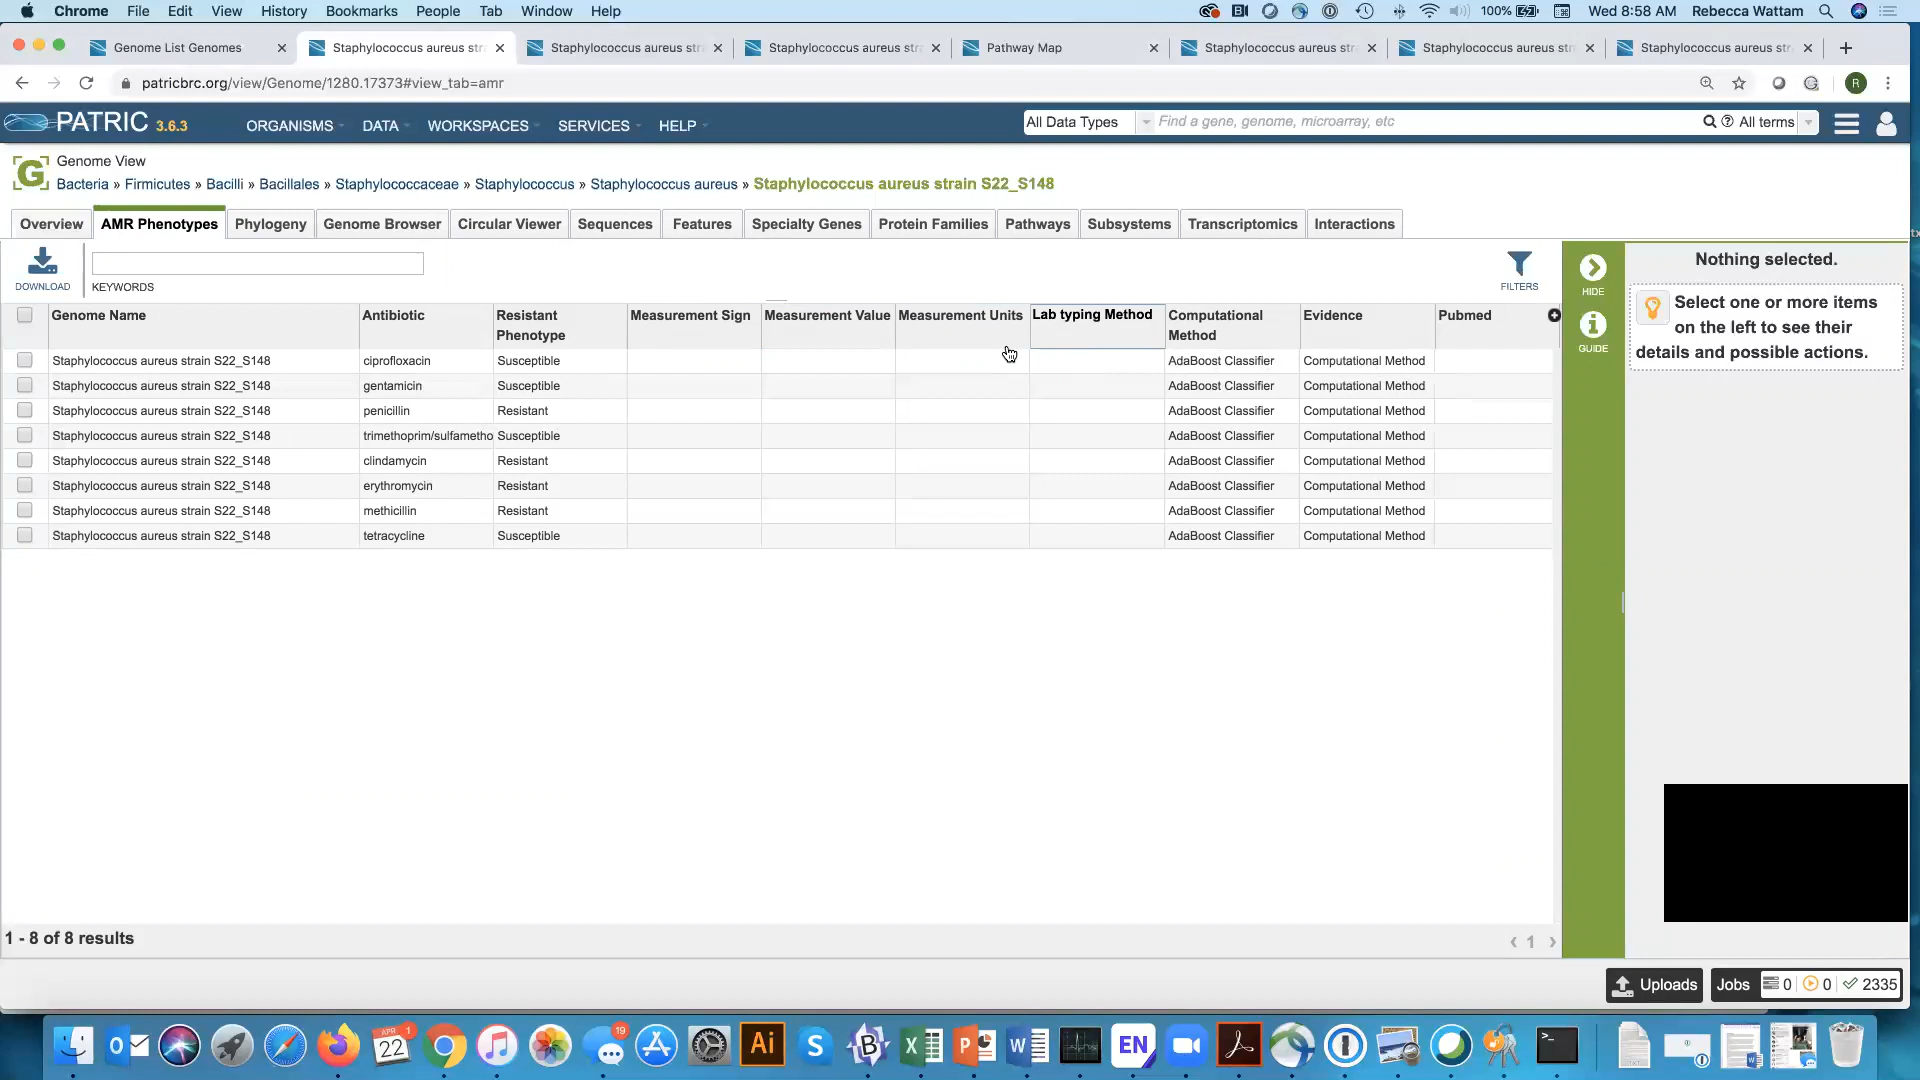 Chrome File Edit View History Bookmarks People Tab Window Help 100% Wed 8:58 AM Rebecca Wattam
Genome List Genomes Staphylococcus aureus str Staphylococcus aureus str Staphylococcus aureus str Pathway Map Staphylococcus aureus str Staphylococcus aureus str Staphylococcus aureus str
patricbrc.org/view/Genome/1280.17373#view_tab=amr R
PATRIC 3.6.3 ORGANISMS DATA WORKSPACES SERVICES HELP All Data Types Find a gene, genome, microarray, etc All terms
G Genome View
Bacteria » Firmicutes » Bacilli » Bacillales » Staphylococcaceae » Staphylococcus » Staphylococcus aureus » Staphylococcus aureus strain S22_S148
Overview AMR Phenotypes Phylogeny Genome Browser Circular Viewer Sequences Features Specialty Genes Protein Families Pathways Subsystems Transcriptomics Interactions
DOWNLOAD KEYWORDS FILTERS
Genome Name Antibiotic Resistant Phenotype Measurement Sign Measurement Value Measurement Units Lab typing Method Computational Method Evidence Pubmed
Staphylococcus aureus strain S22_S148 ciprofloxacin Susceptible AdaBoost Classifier Computational Method
Staphylococcus aureus strain S22_S148 gentamicin Susceptible AdaBoost Classifier Computational Method
Staphylococcus aureus strain S22_S148 penicillin Resistant AdaBoost Classifier Computational Method
Staphylococcus aureus strain S22_S148 trimethoprim/sulfametho Susceptible AdaBoost Classifier Computational Method
Staphylococcus aureus strain S22_S148 clindamycin Resistant AdaBoost Classifier Computational Method
Staphylococcus aureus strain S22_S148 erythromycin Resistant AdaBoost Classifier Computational Method
Staphylococcus aureus strain S22_S148 methicillin Resistant AdaBoost Classifier Computational Method
Staphylococcus aureus strain S22_S148 tetracycline Susceptible AdaBoost Classifier Computational Method
HIDE
GUIDE
Nothing selected.
Select one or more items
on the left to see their
details and possible actions.
1 - 8 of 8 results ‹ 1 ›
Uploads Jobs 0 0 2335
APR 1 22 19 Ai S B X P W EN